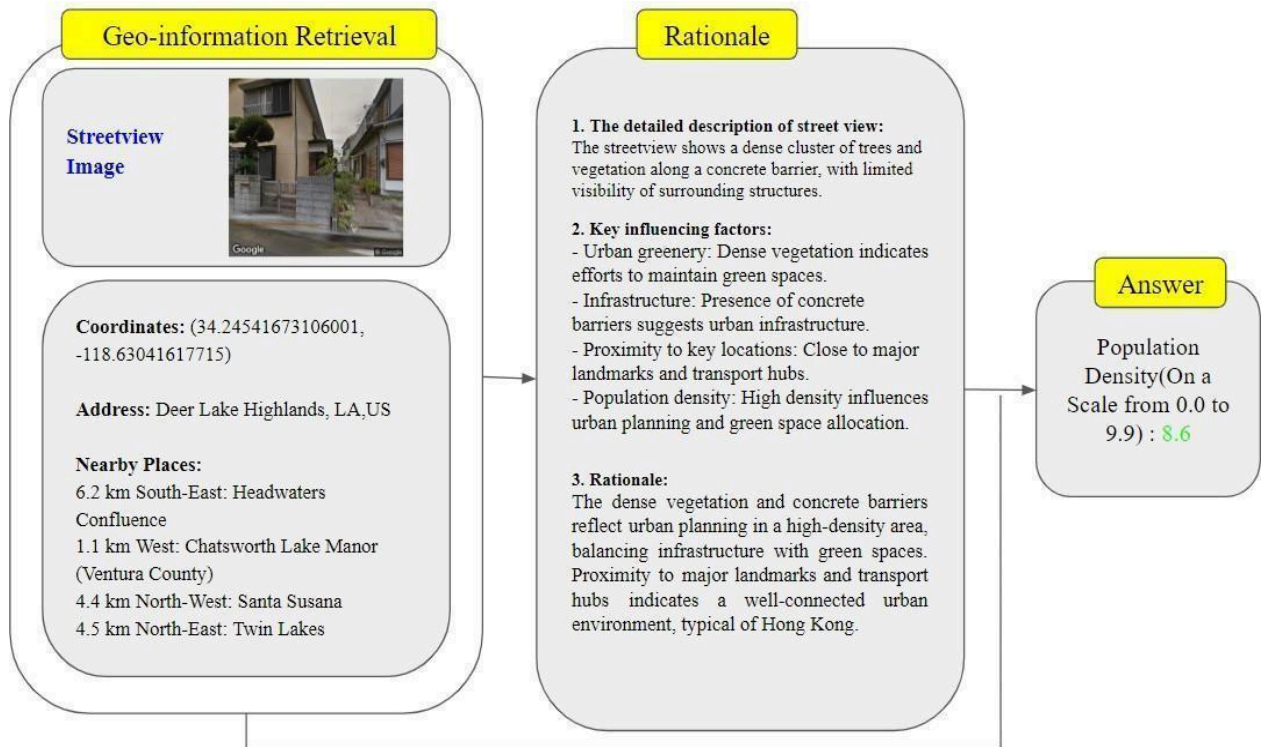 Geo-information Retrieval
Streetview
Image
Google
© Google
Coordinates: (34.24541673106001,
-118.63041617715)
Address: Deer Lake Highlands, LA,US
Nearby Places:
6.2 km South-East: Headwaters
Confluence
1.1 km West: Chatsworth Lake Manor
(Ventura County)
4.4 km North-West: Santa Susana
4.5 km North-East: Twin Lakes
Rationale
1. The detailed description of street view:
The streetview shows a dense cluster of trees and
vegetation along a concrete barrier, with limited
visibility of surrounding structures.
2. Key influencing factors:
- Urban greenery: Dense vegetation indicates
efforts to maintain green spaces.
- Infrastructure: Presence of concrete
barriers suggests urban infrastructure.
- Proximity to key locations: Close to major
landmarks and transport hubs.
- Population density: High density influences
urban planning and green space allocation.
3. Rationale:
The dense vegetation and concrete barriers
reflect urban planning in a high-density area,
balancing infrastructure with green spaces.
Proximity to major landmarks and transport
hubs indicates a well-connected urban
environment, typical of Hong Kong.
Answer
Population
Density(On a
Scale from 0.0 to
9.9) : 8.6